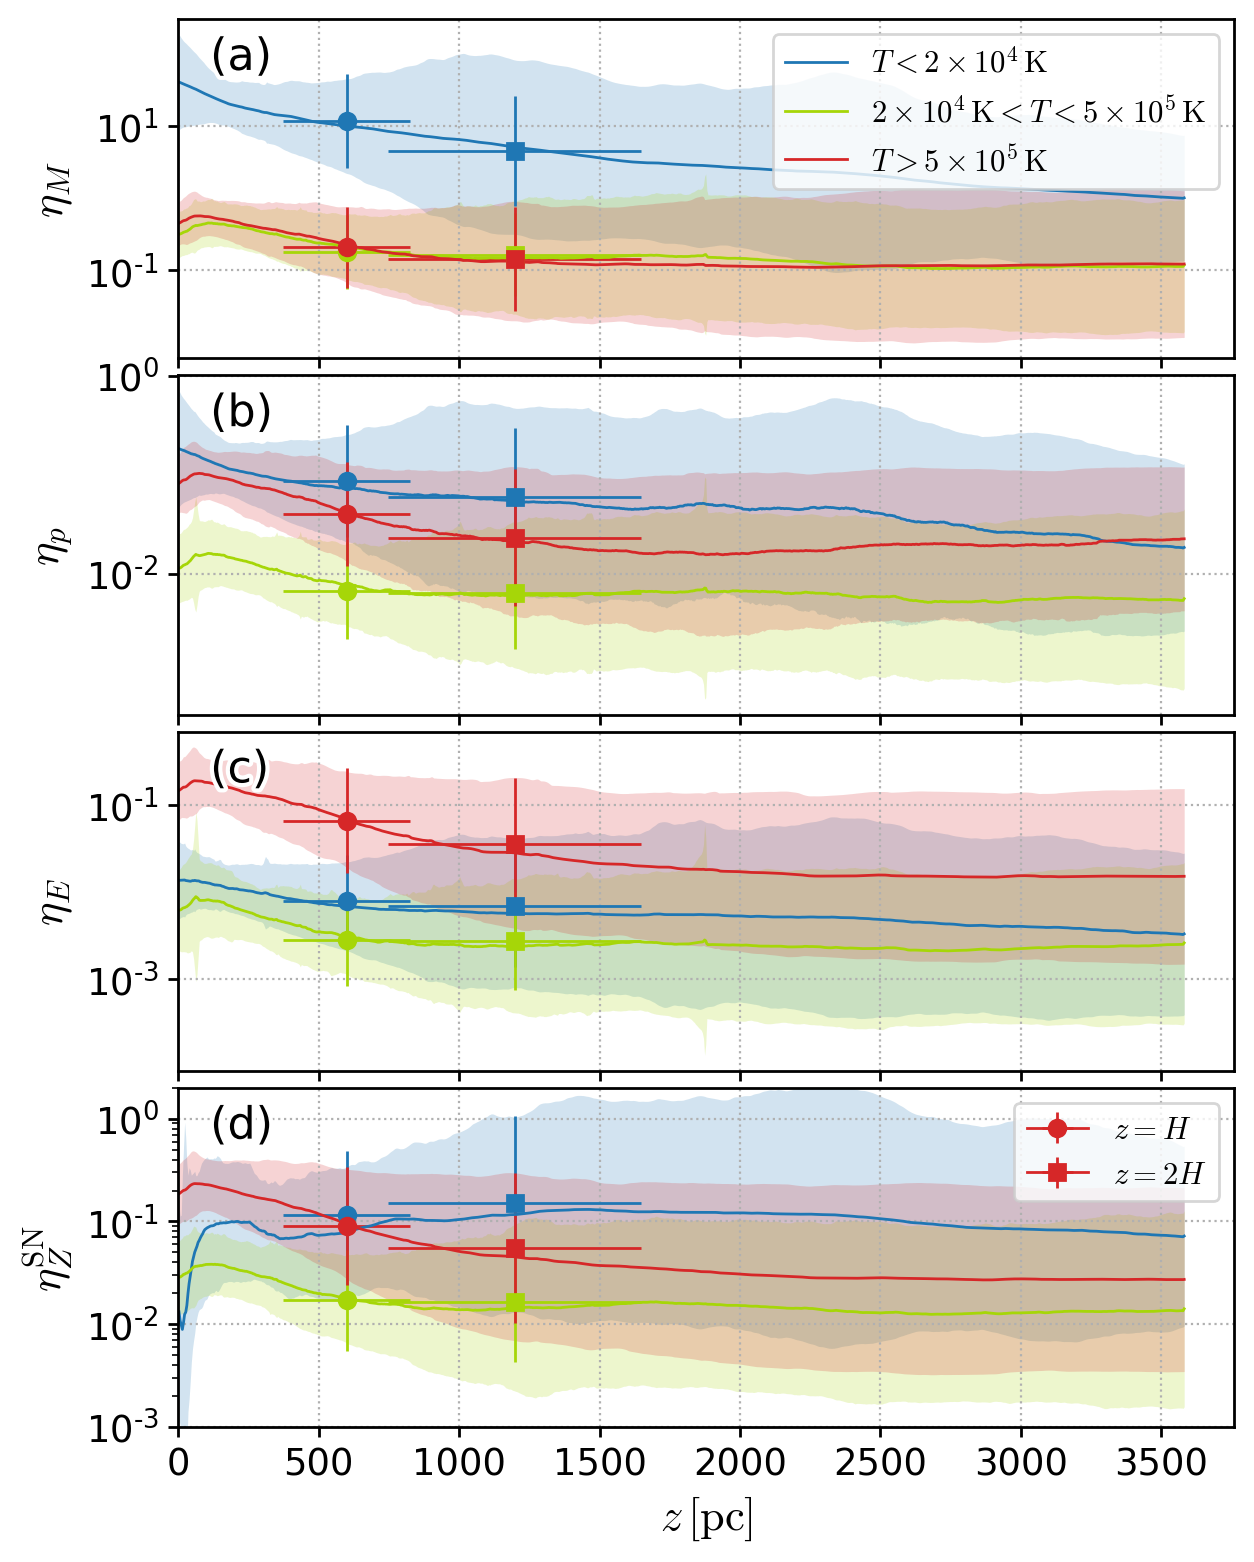 (a)
T < 2 × 10⁴ K
2 × 10⁴ K < T < 5 × 10⁵ K
T > 5 × 10⁵ K
10¹
10⁻¹
η_M
(b)
10⁰
10⁻²
η_p
(c)
10⁻¹
10⁻³
η_E
(d)
z = H
z = 2H
10⁰
10⁻¹
10⁻²
10⁻³
η_Z^SN
0 500 1000 1500 2000 2500 3000 3500
z [pc]